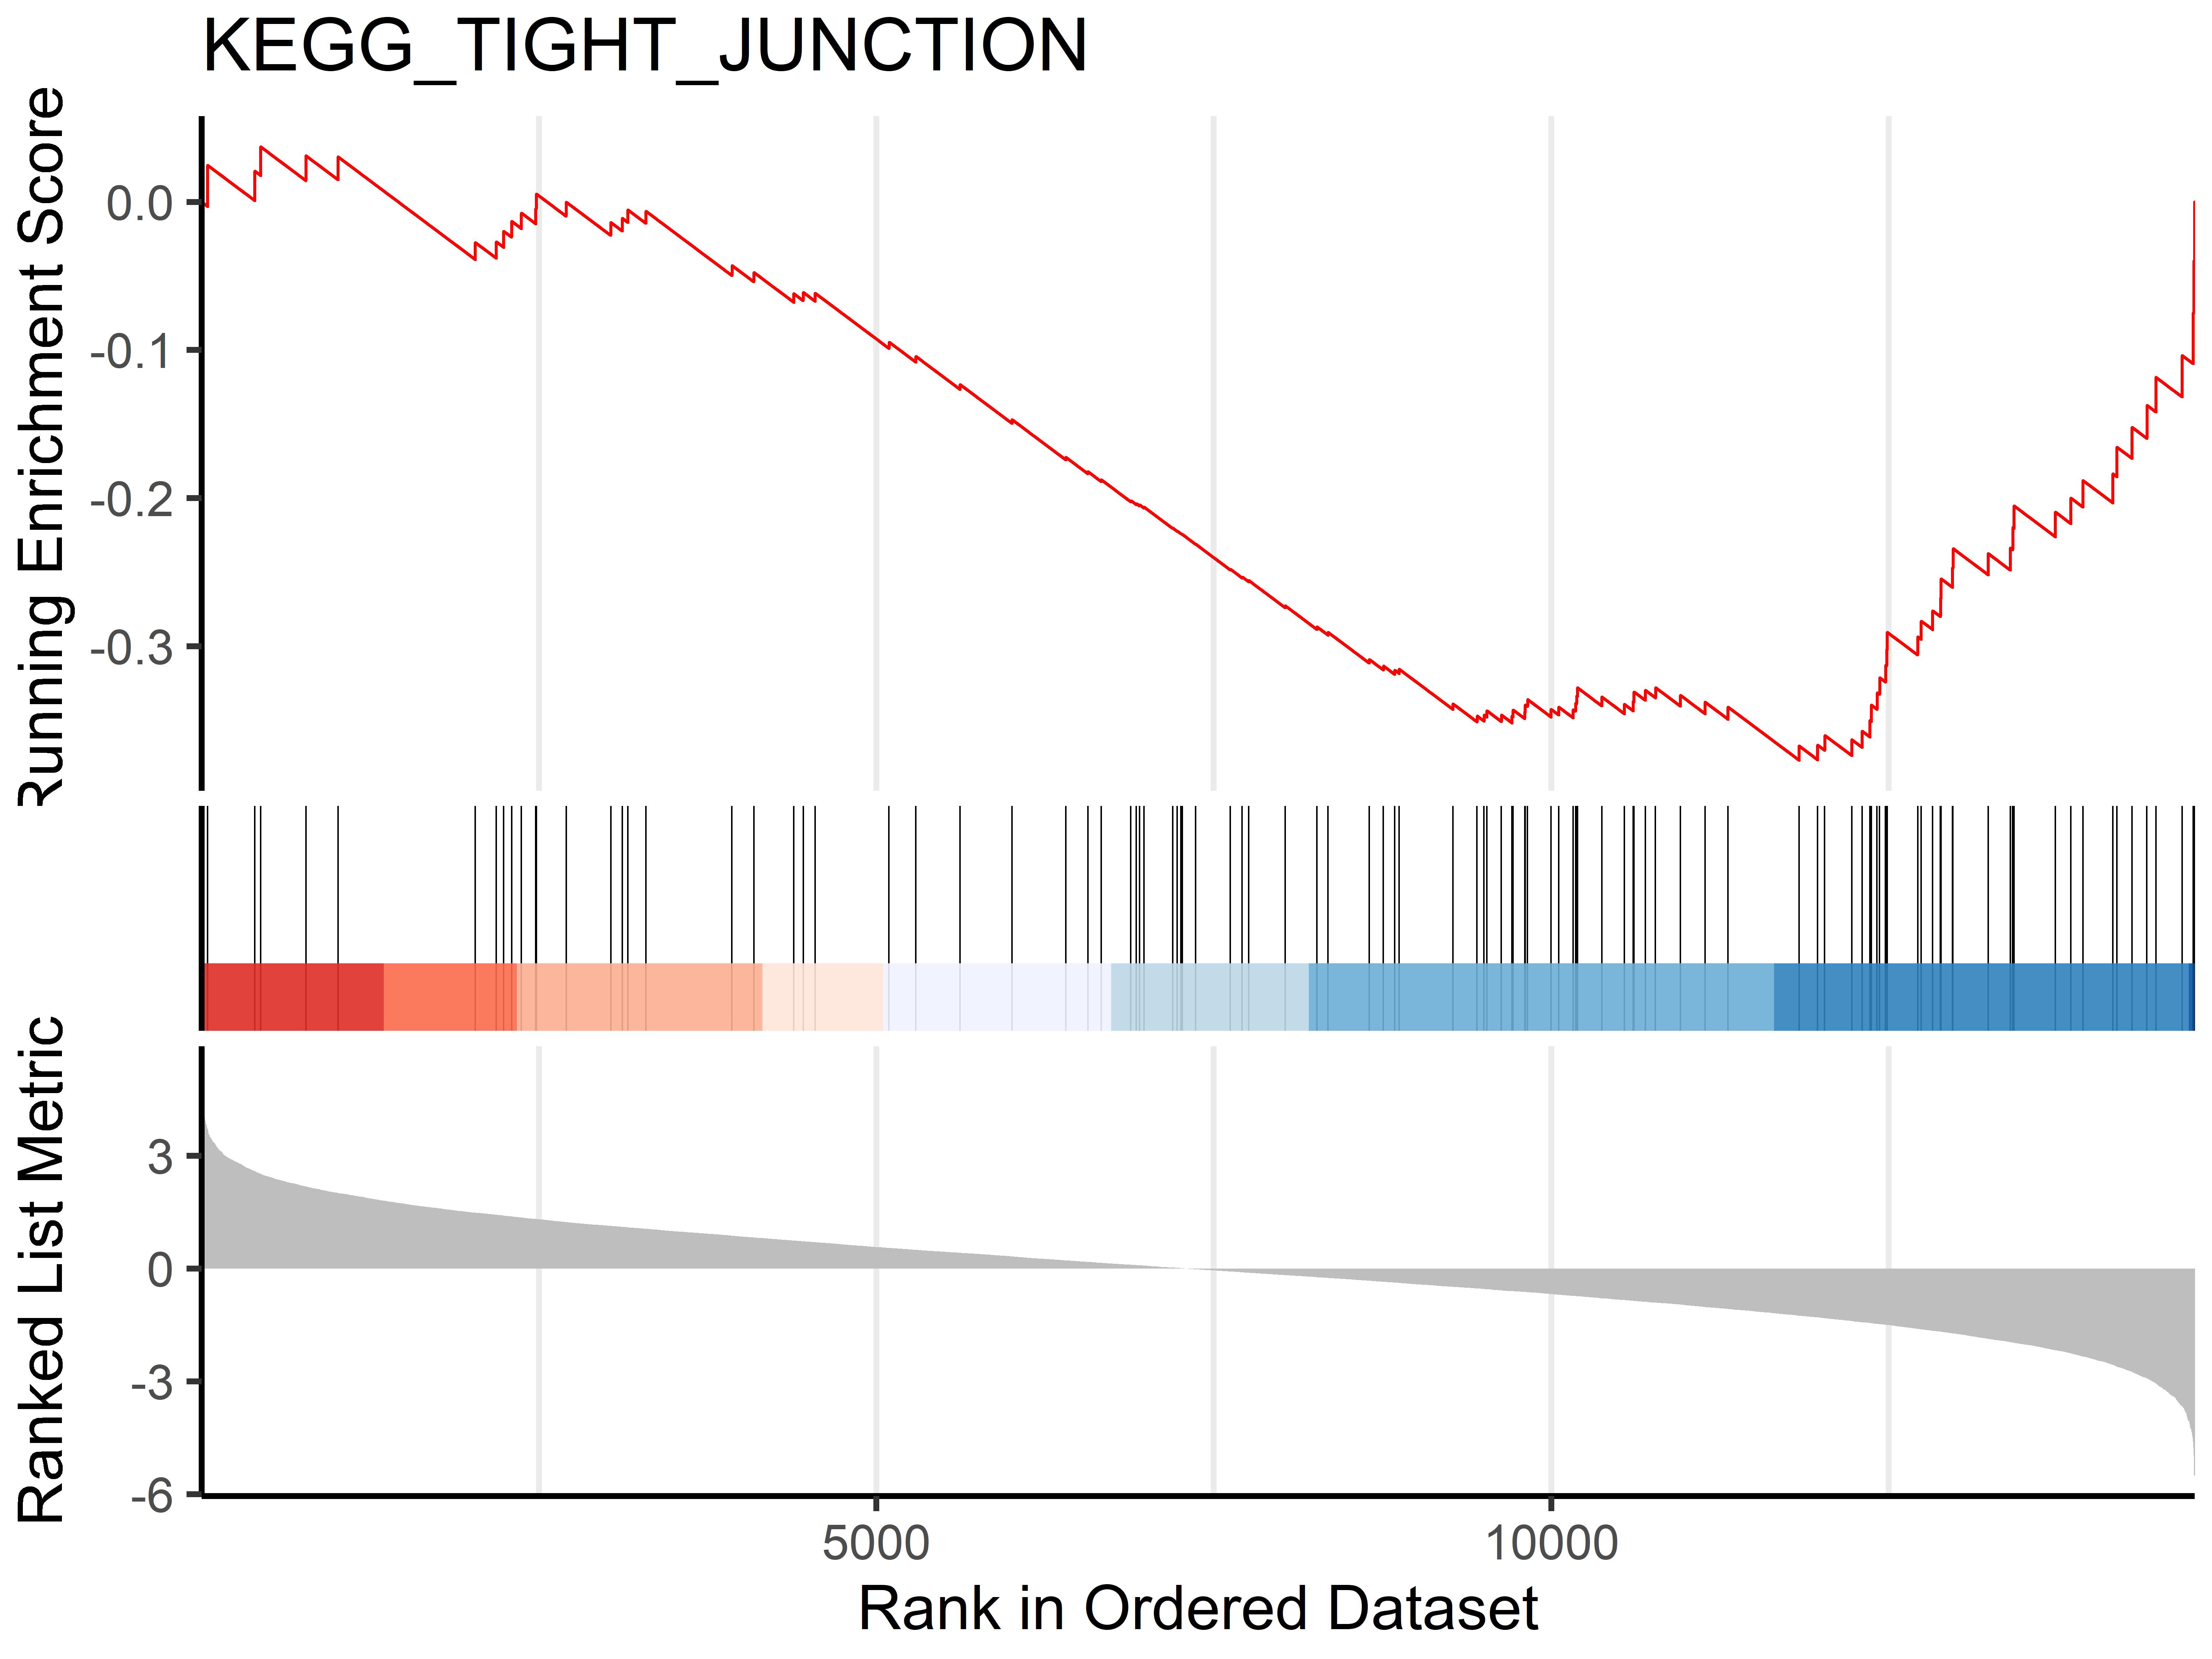 KEGG_TIGHT_JUNCTION
Running Enrichment Score
0.0
-0.1
-0.2
-0.3
Ranked List Metric
3
0
-3
-6
5000 10000
Rank in Ordered Dataset